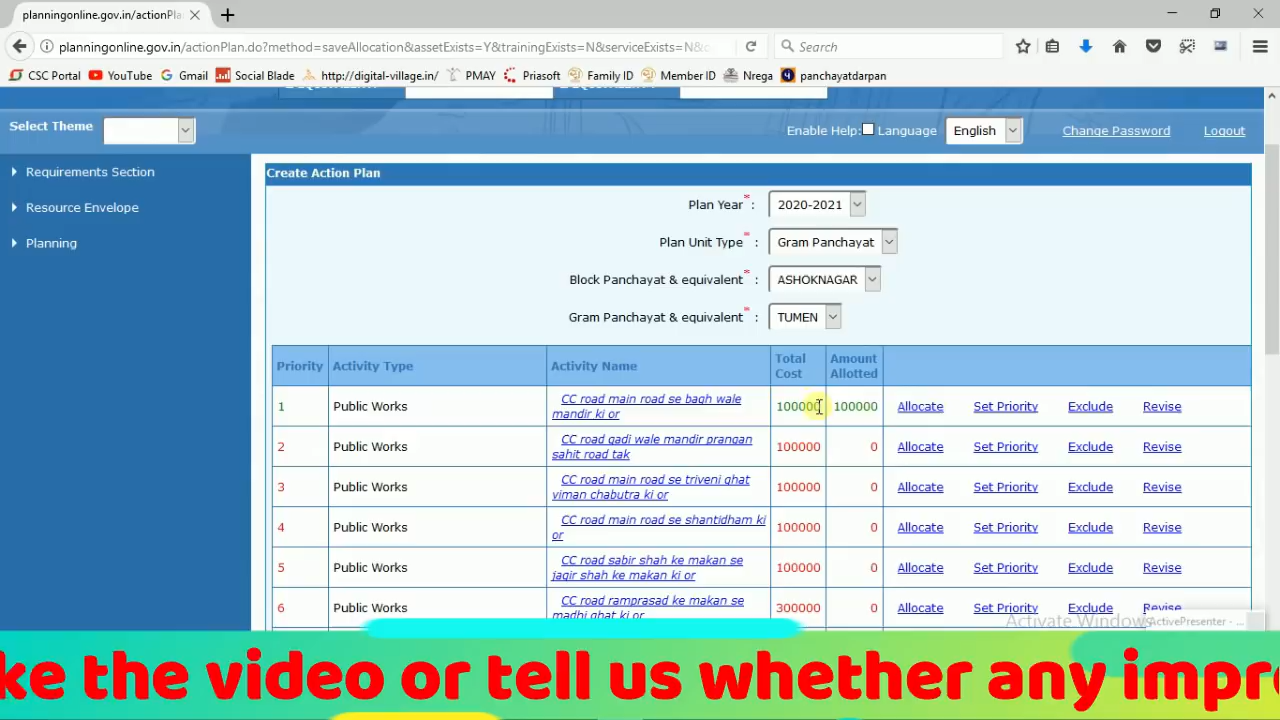 planningonline.gov.in/actionPla
planningonline.gov.in/actionPlan.do?method=saveAllocation&assetExists=Y&trainingExists=N&serviceExists=N&
Search
CSC Portal
YouTube
Gmail
Social Blade
http://digital-village.in/
PMAY
Priasoft
Family ID
Member ID
Nrega
panchayatdarpan
Select Theme
Enable Help:
Language
English
Change Password
Logout
Requirements Section
Resource Envelope
Planning
Create Action Plan
Plan Year * : 2020-2021
Plan Unit Type * : Gram Panchayat
Block Panchayat & equivalent * : ASHOKNAGAR
Gram Panchayat & equivalent * : TUMEN
Priority Activity Type Activity Name Total Cost Amount Allotted
1 Public Works CC road main road se bagh wale 100000 100000 Allocate Set Priority Exclude Revise
mandir ki or
2 Public Works CC road gadi wale mandir prangan 100000 0 Allocate Set Priority Exclude Revise
sahit road tak
3 Public Works CC road main road se triveni ghat 100000 0 Allocate Set Priority Exclude Revise
viman chabutra ki or
4 Public Works CC road main road se shantidham ki 100000 0 Allocate Set Priority Exclude Revise
or
5 Public Works CC road sabir shah ke makan se 100000 0 Allocate Set Priority Exclude Revise
jagir shah ke makan ki or
6 Public Works CC road ramprasad ke makan se 300000 0 Allocate Set Priority Exclude Revise
madhi ghat ki or
Activate Windows
ActivePresenter - ...
ke the video or tell us whether any impr